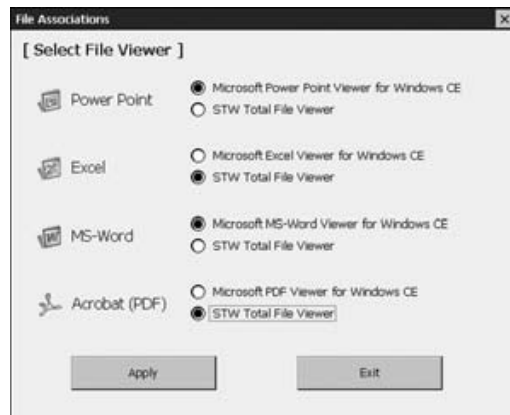 File Associations
[ Select File Viewer ]
Power Point
Microsoft Power Point Viewer for Windows CE
STW Total File Viewer
Excel
Microsoft Excel Viewer for Windows CE
STW Total File Viewer
MS-Word
Microsoft MS-Word Viewer for Windows CE
STW Total File Viewer
Acrobat (PDF)
Microsoft PDF Viewer for Windows CE
STW Total File Viewer
Apply
Exit